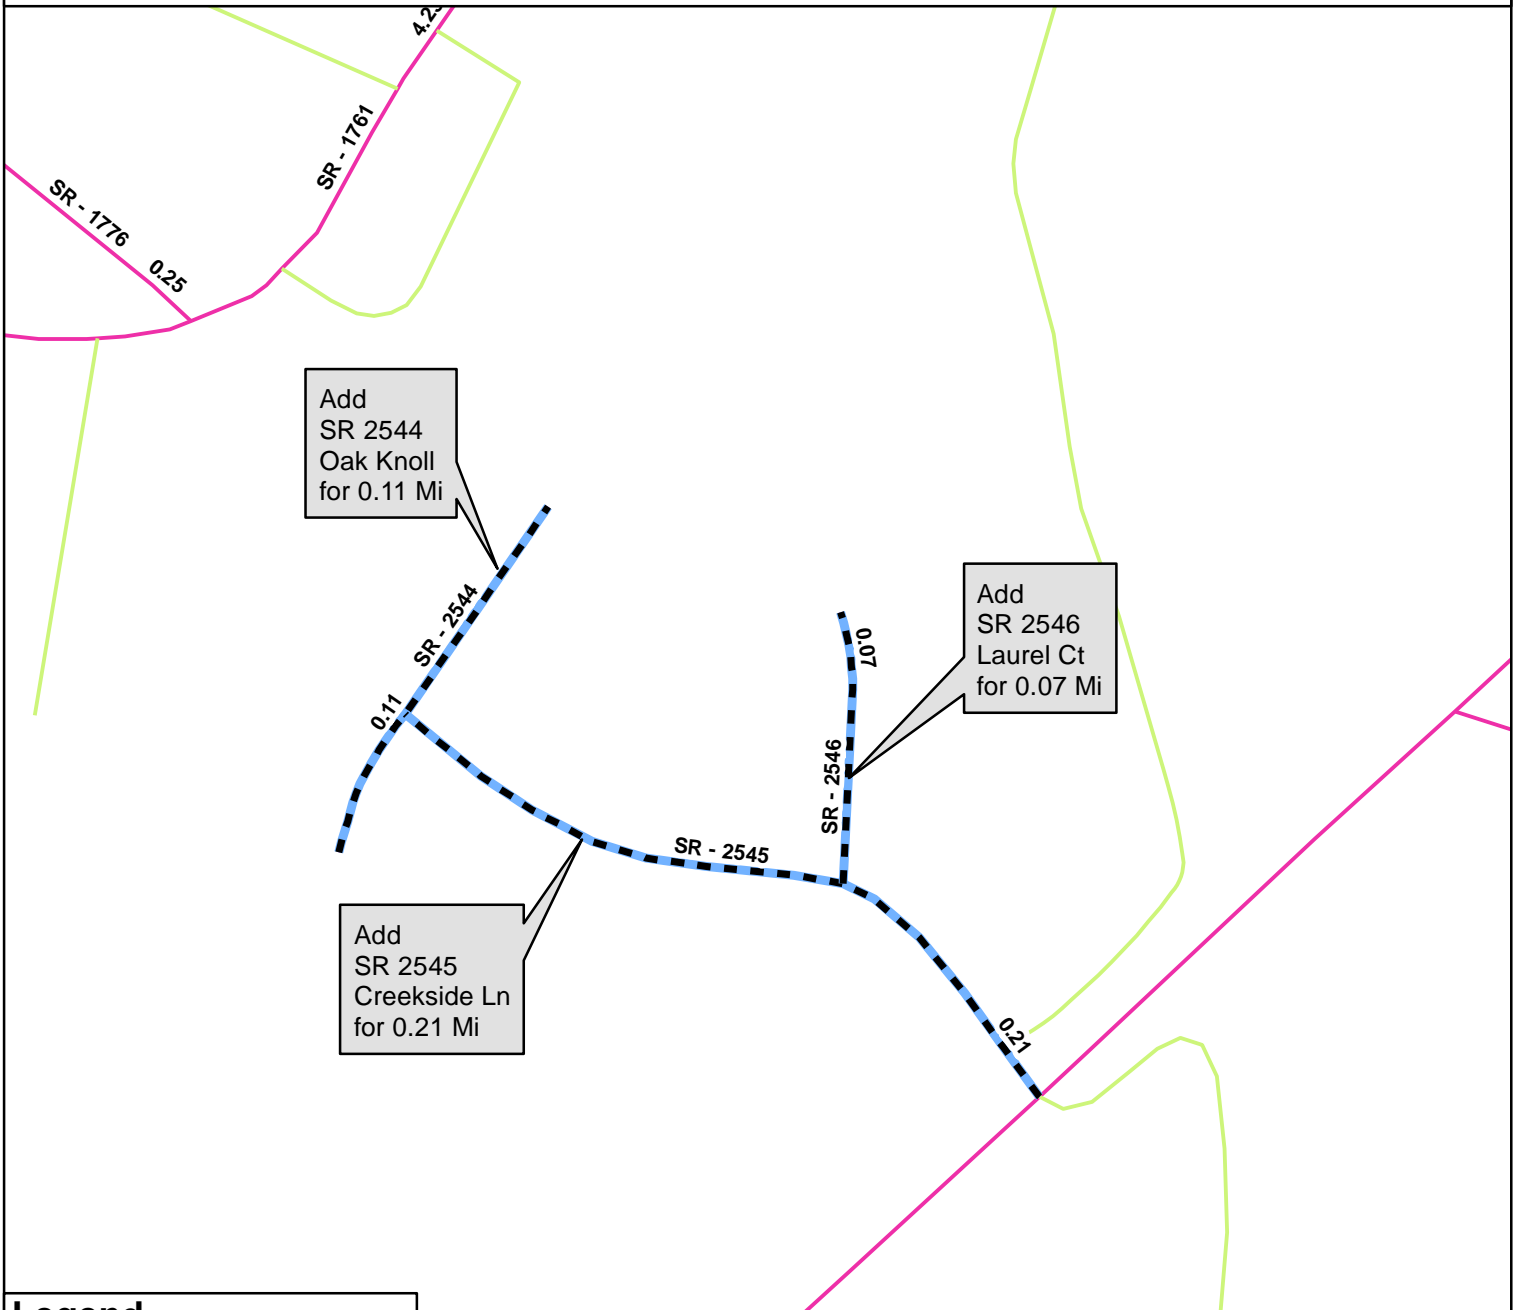 SR - 1761
SR - 1776
0.25
Add
SR 2544
Oak Knoll
for 0.11 Mi
SR - 2544
0.11
Add
SR 2546
Laurel Ct
for 0.07 Mi
0.07
SR - 2546
SR - 2545
Add
SR 2545
Creekside Ln
for 0.21 Mi
0.21
Legend